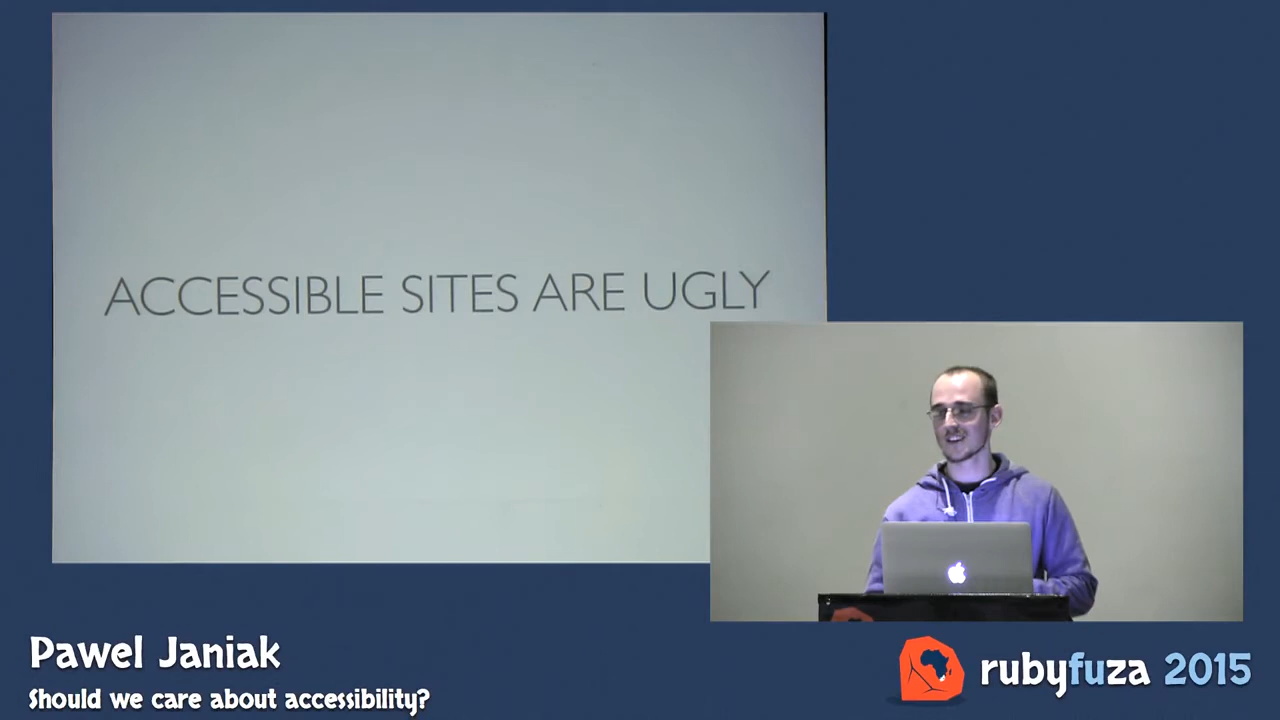 ACCESSIBLE SITES ARE UGLY
Pawel Janiak
Should we care about accessibility?
rubyfuza 2015